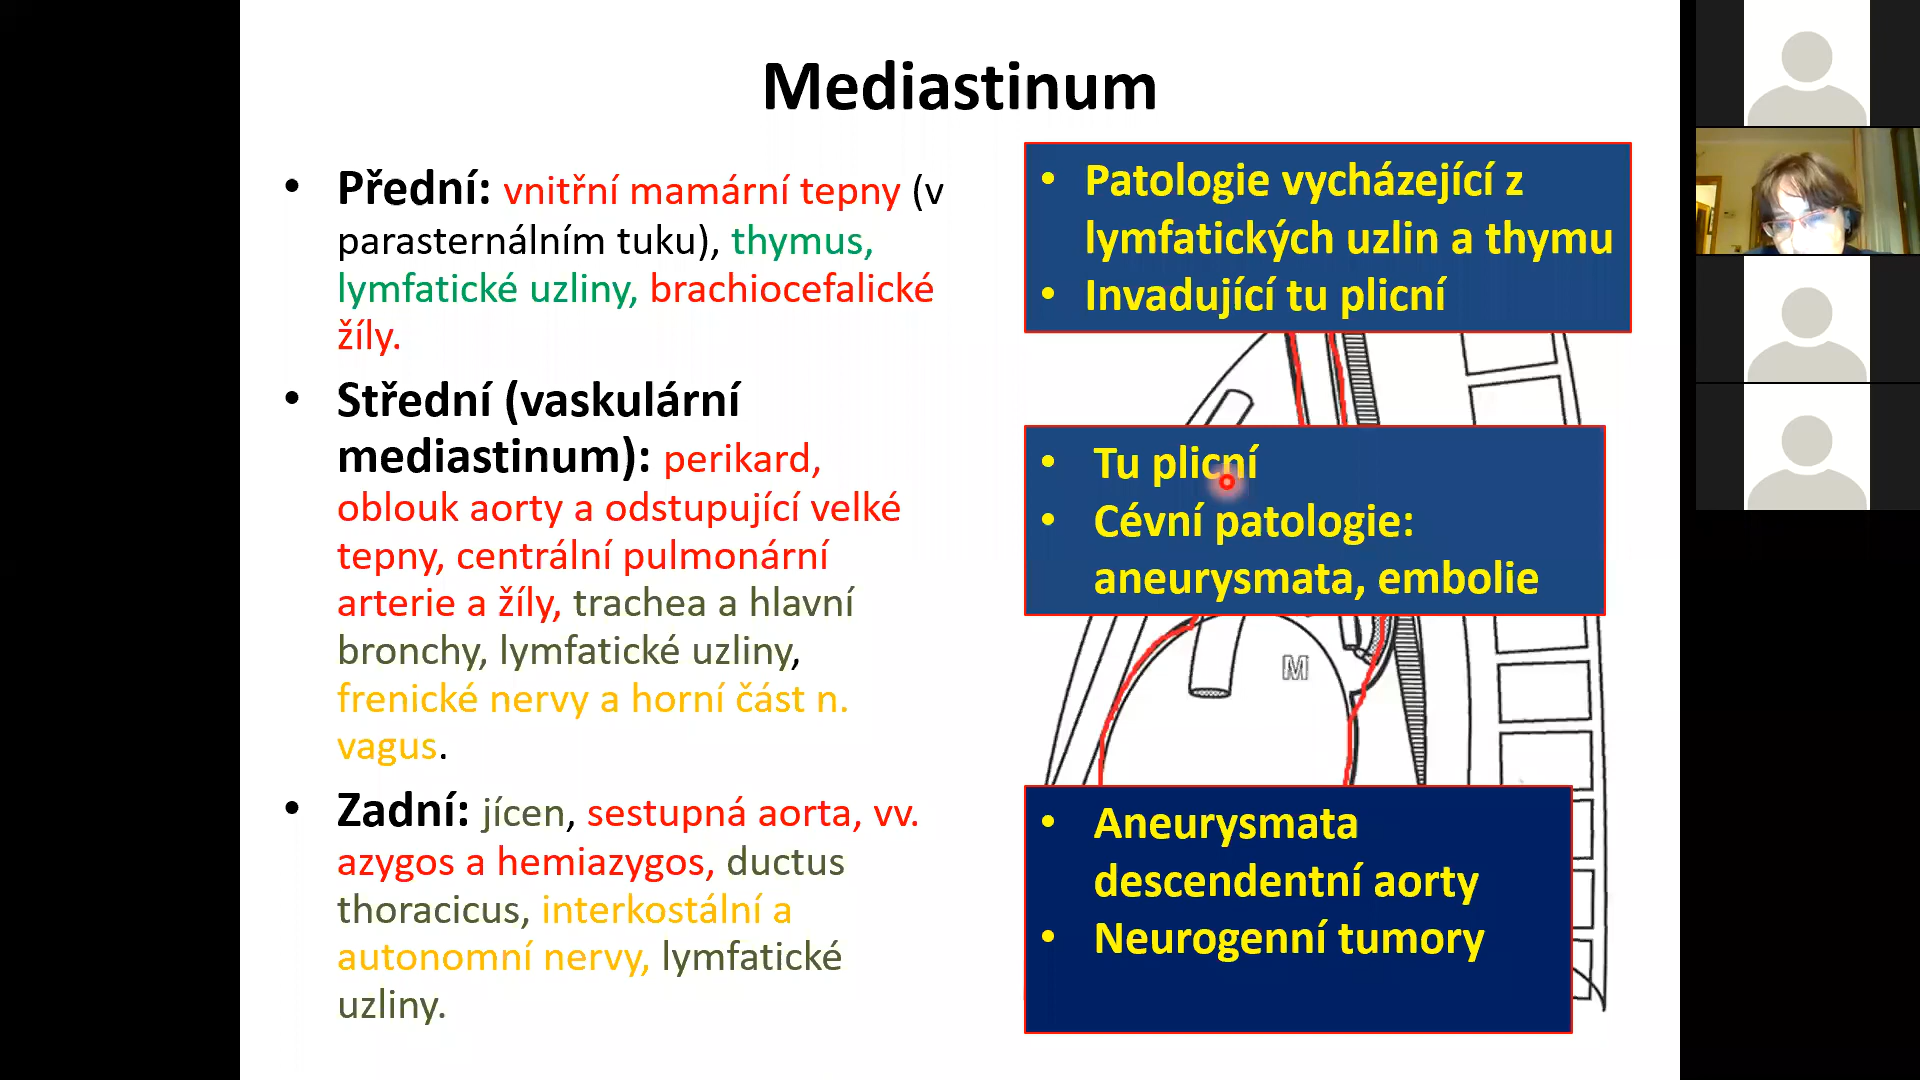 Mediastinum
• Přední: vnitřní mamární tepny (v
parasternálním tuku), thymus,
lymfatické uzliny, brachiocefalické
žíly.
• Střední (vaskulární
mediastinum): perikard,
oblouk aorty a odstupující velké
tepny, centrální pulmonární
arterie a žíly, trachea a hlavní
bronchy, lymfatické uzliny,
frenické nervy a horní část n.
vagus.
• Zadní: jícen, sestupná aorta, vv.
azygos a hemiazygos, ductus
thoracicus, interkostální a
autonomní nervy, lymfatické
uzliny.
• Patologie vycházející z
lymfatických uzlin a thymu
• Invadující tu plicní
• Tu plicní
• Cévní patologie:
aneurysmata, embolie
M
• Aneurysmata
descendentní aorty
• Neurogenní tumory